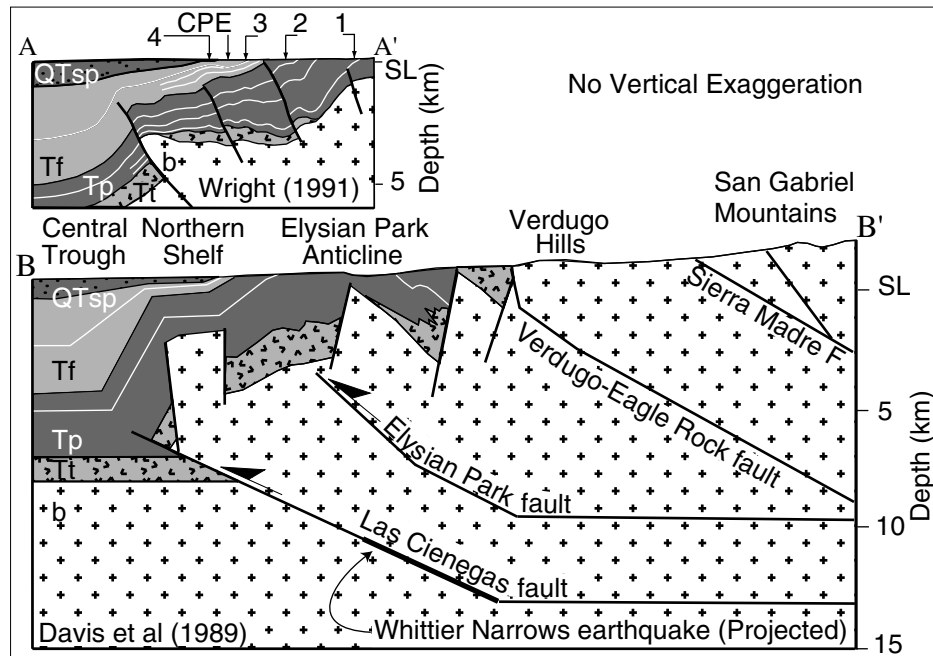 A
4 CPE 3 2 1
A'
SL
QTsp
Tf
Tp
Tt
b
Wright (1991)
5
Depth (km)
No Vertical Exaggeration
Central
Trough
Northern
Shelf
Elysian Park
Anticline
Verdugo
Hills
San Gabriel
Mountains
B
B'
SL
QTsp
Tf
Tp
Tt
b
Sierra Madre F
Verdugo-Eagle Rock fault
Elysian Park fault
Las Cienegas fault
5
10
15
Depth (km)
Davis et al (1989)
Whittier Narrows earthquake (Projected)